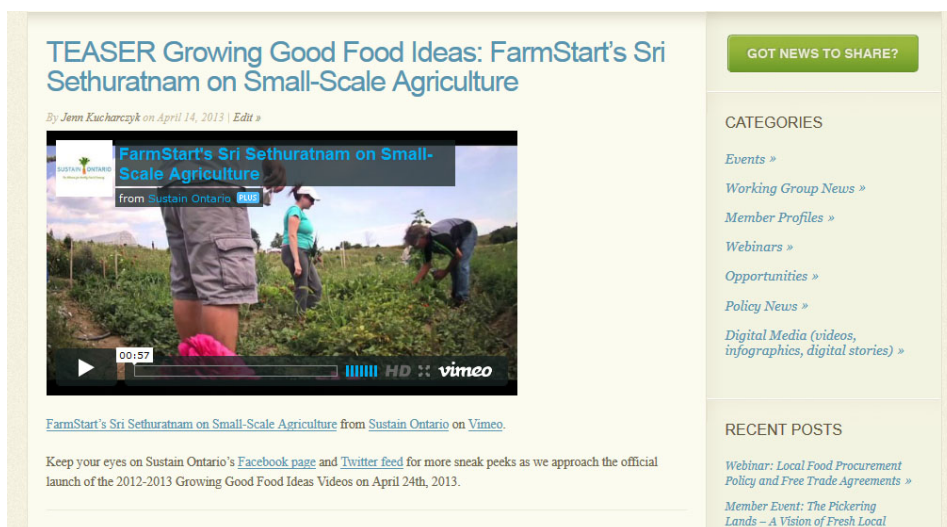 TEASER Growing Good Food Ideas: FarmStart's Sri
Sethuratnam on Small-Scale Agriculture
By Jenn Kucharczyk on April 14, 2013 | Edit »
SUSTAIN ONTARIO
FarmStart's Sri Sethuratnam on Small-
Scale Agriculture
from Sustain Ontario PLUS
00:57
HD vimeo
FarmStart's Sri Sethuratnam on Small-Scale Agriculture from Sustain Ontario on Vimeo.
Keep your eyes on Sustain Ontario's Facebook page and Twitter feed for more sneak peeks as we approach the official
launch of the 2012-2013 Growing Good Food Ideas Videos on April 24th, 2013.
GOT NEWS TO SHARE?
CATEGORIES
Events »
Working Group News »
Member Profiles »
Webinars »
Opportunities »
Policy News »
Digital Media (videos,
infographics, digital stories) »
RECENT POSTS
Webinar: Local Food Procurement
Policy and Free Trade Agreements »
Member Event: The Pickering
Lands – A Vision of Fresh Local